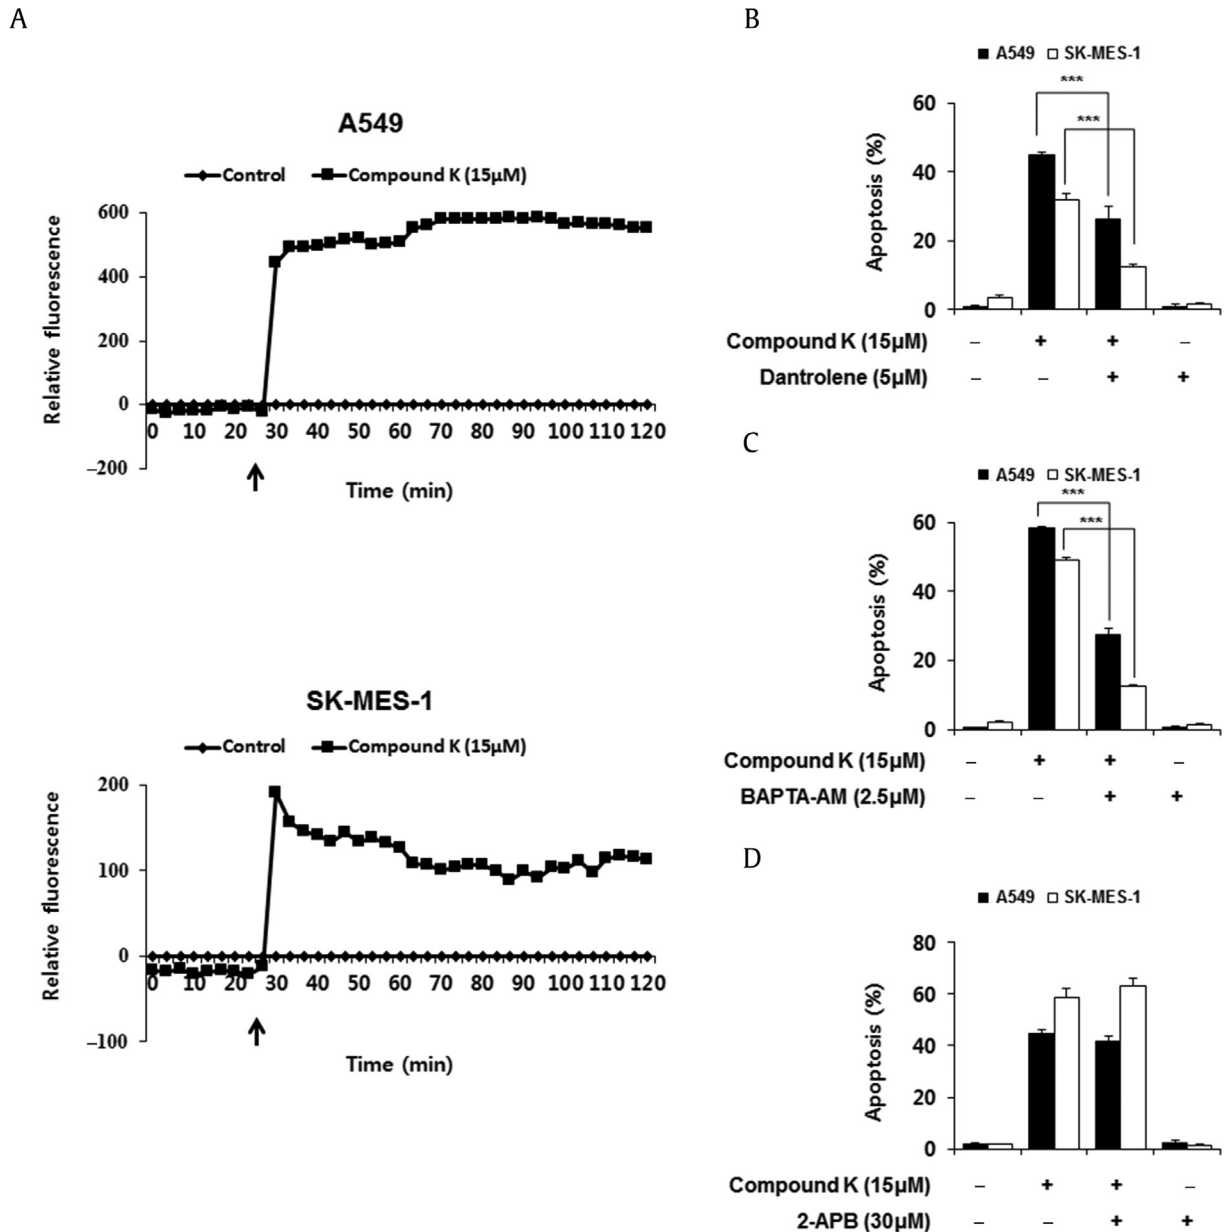 A
A549
Control Compound K (15μM)
Relative fluorescence
600
400
200
0
–200
0 10 20 30 40 50 60 70 80 90 100 110 120
Time (min)
SK-MES-1
Control Compound K (15μM)
Relative fluorescence
200
100
0
–100
0 10 20 30 40 50 60 70 80 90 100 110 120
Time (min)
B
A549 SK-MES-1
***
***
Apoptosis (%)
60
40
20
0
Compound K (15μM) – + + –
Dantrolene (5μM) – – + +
C
A549 SK-MES-1
***
***
Apoptosis (%)
60
40
20
0
Compound K (15μM) – + + –
BAPTA-AM (2.5μM) – – + +
D
A549 SK-MES-1
Apoptosis (%)
80
60
40
20
0
Compound K (15μM) – + + –
2-APB (30μM) – – + +